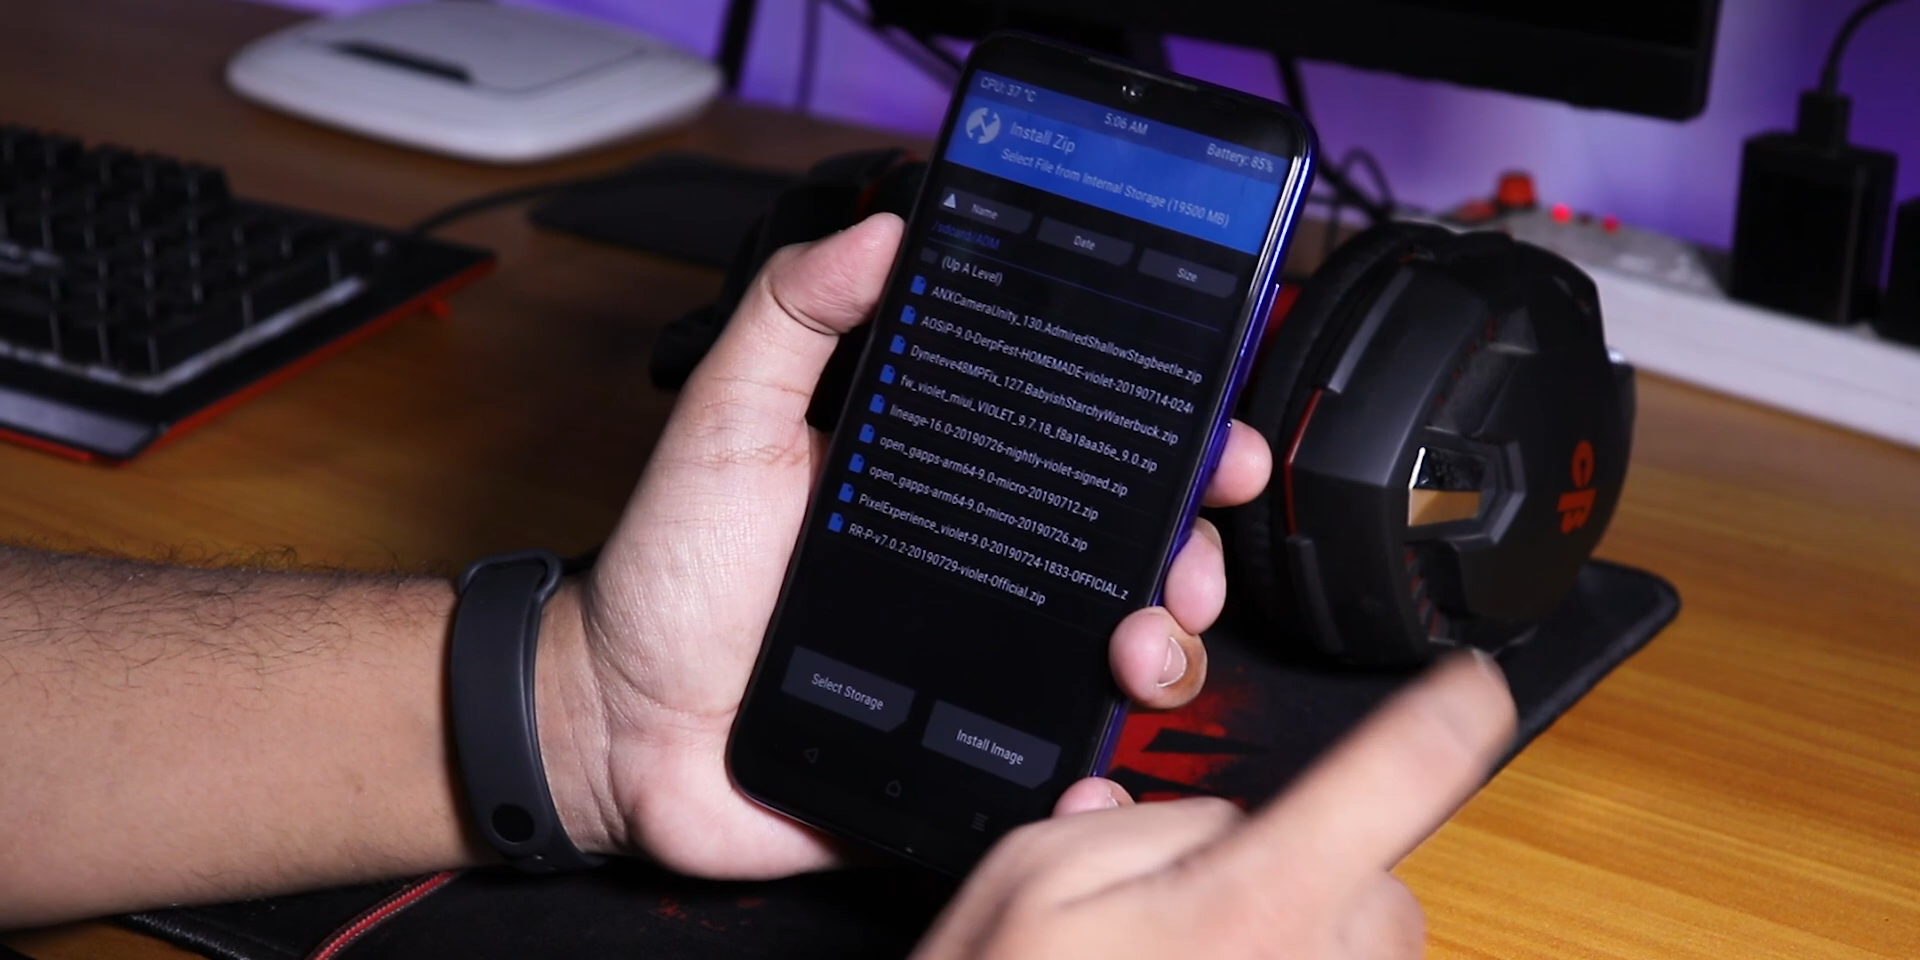 CPU: 37 °C
5:06 AM
Battery: 85%
Install Zip
Select File from Internal Storage (19500 MB)
Name
Date
Size
/sdcard/ADM
(Up A Level)
ANXCameraUnity_130.AdmiredShallowStagbeetle.zip
AOSiP-9.0-DerpFest-HOMEMADE-violet-20190714-024
Dyneteve48MPFix_127.BabyishStarchyWaterbuck.zip
fw_violet_miui_VIOLET_9.7.18_f8a18aa36e_9.0.zip
lineage-16.0-20190726-nightly-violet-signed.zip
open_gapps-arm64-9.0-micro-20190712.zip
open_gapps-arm64-9.0-micro-20190726.zip
PixelExperience_violet-9.0-20190724-1833-OFFICIAL.z
RR-P-v7.0.2-20190729-violet-Official.zip
Select Storage
Install Image